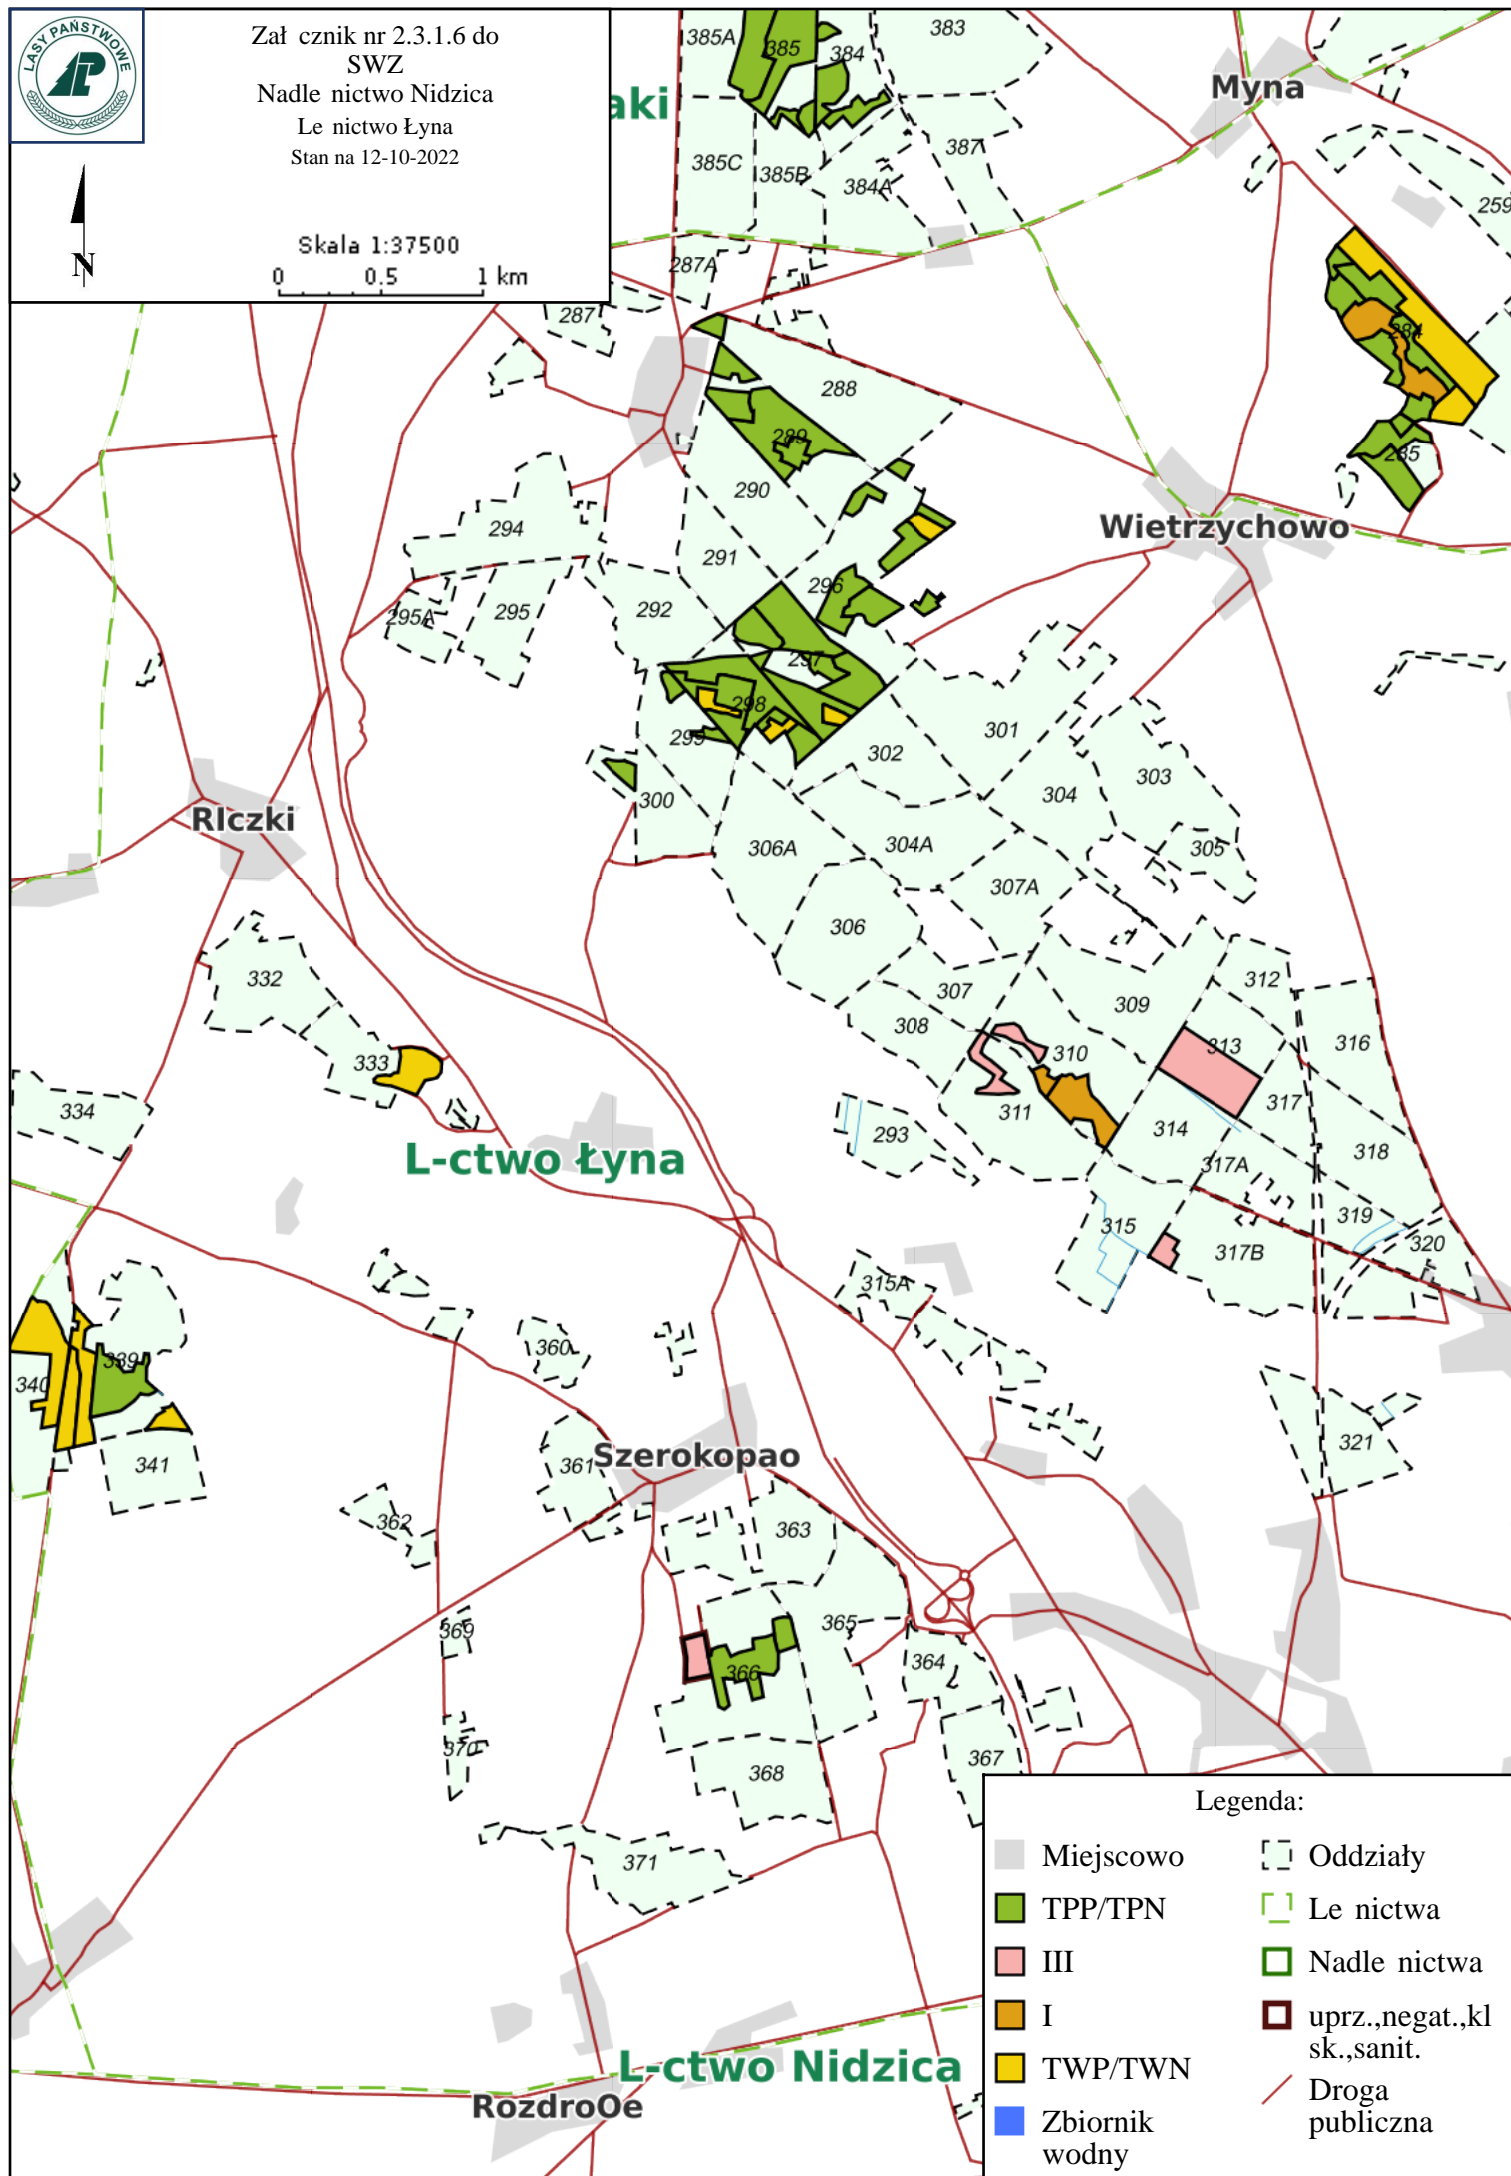 LASY PAŃSTWOWE
LP
Zał cznik nr 2.3.1.6 do
SWZ
Nadle nictwo Nidzica
Le nictwo Łyna
Stan na 12-10-2022
N
Skala 1:37500
0 0.5 1 km
aki
385A
385
384
383
Myna
385C
385B
384A
387
259
287A
287
288
284
289
285
290
294
Wietrzychowo
291
296
295A
295
292
297
298
299
301
302
303
300
304
RIczki
306A
304A
305
307A
306
332
307
309
312
308
313
316
333
310
334
311
317
293
314
318
L-ctwo Łyna
317A
315
319
317B
320
315A
339
360
340
341
361
Szerokopao
321
362
363
369
365
364
366
370
368
367
371
L-ctwo Nidzica
RozdroOe
Legenda:
Miejscowo
Oddziały
TPP/TPN
Le nictwa
III
Nadle nictwa
I
uprz.,negat.,kl
sk.,sanit.
TWP/TWN
Droga
publiczna
Zbiornik
wodny